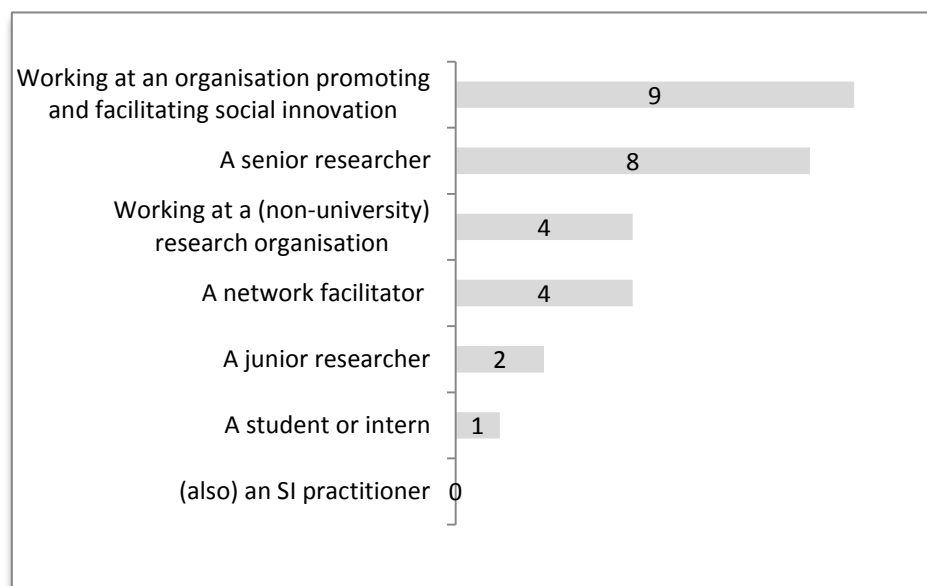 Working at an organisation promoting
and facilitating social innovation
9
A senior researcher
8
Working at a (non-university)
research organisation
4
A network facilitator
4
A junior researcher
2
A student or intern
1
(also) an SI practitioner
0